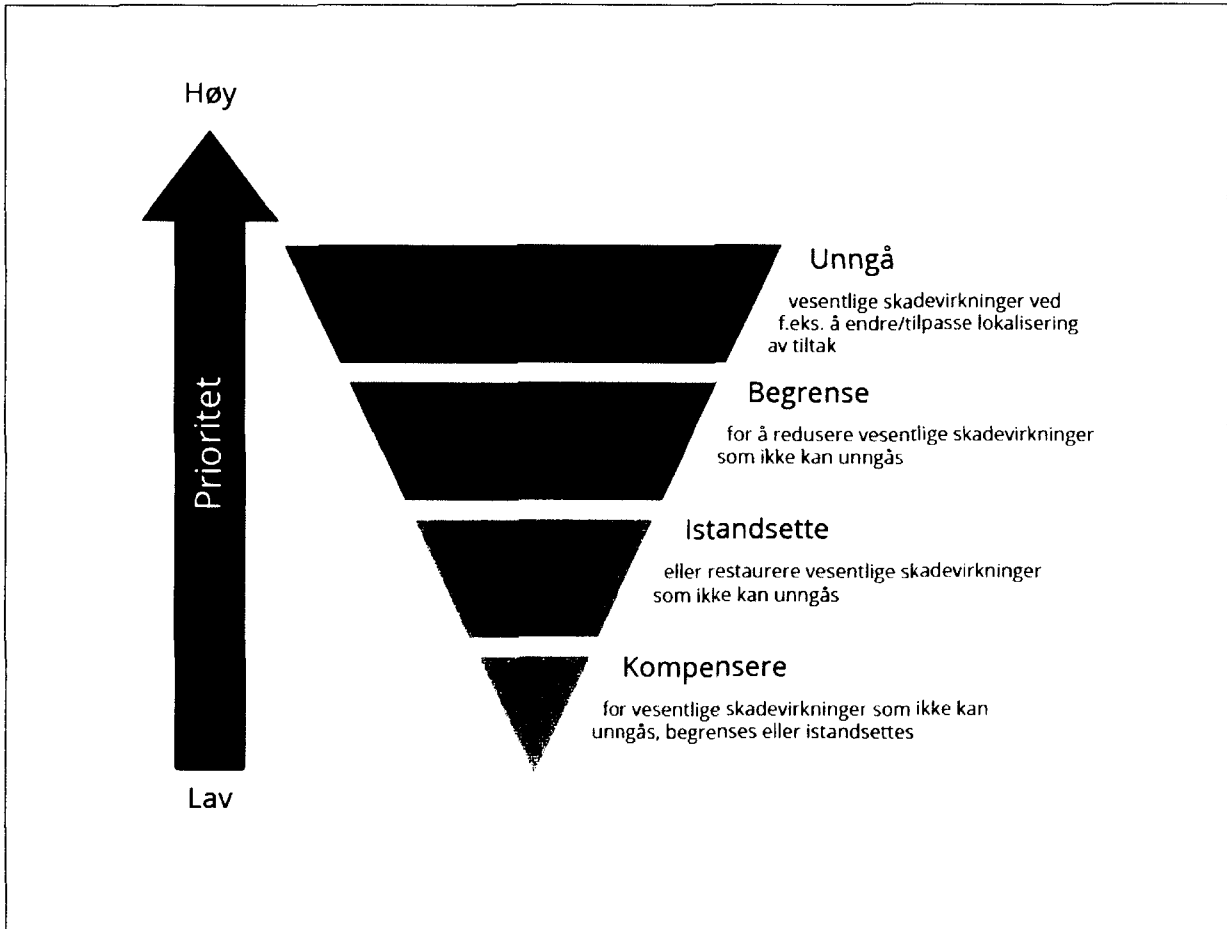 Høy
Prioritet
Lav
Unngå
vesentlige skadevirkninger ved
f.eks. å endre/tilpasse lokalisering
av tiltak
Begrense
for å redusere vesentlige skadevirkninger
som ikke kan unngås
Istandsette
eller restaurere vesentlige skadevirkninger
som ikke kan unngås
Kompensere
for vesentlige skadevirkninger som ikke kan
unngås, begrenses eller istandsettes